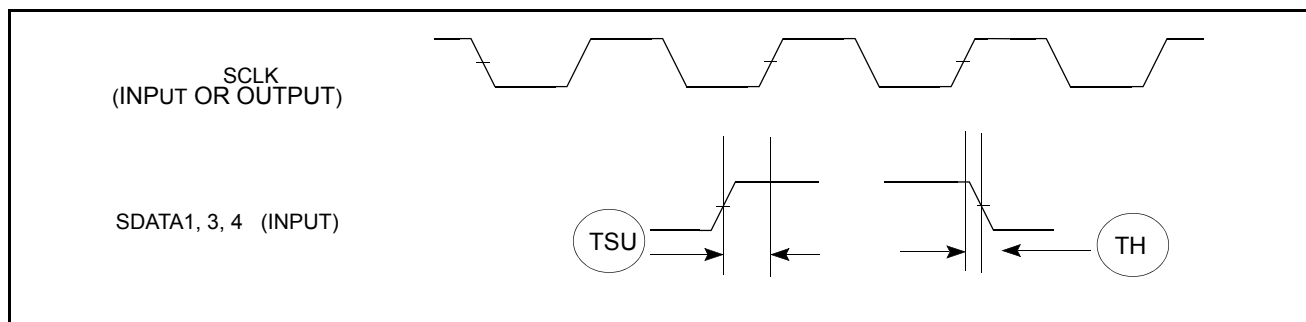 SCLK
(INPUT OR OUTPUT)
SDATA1, 3, 4 (INPUT)
TSU
TH